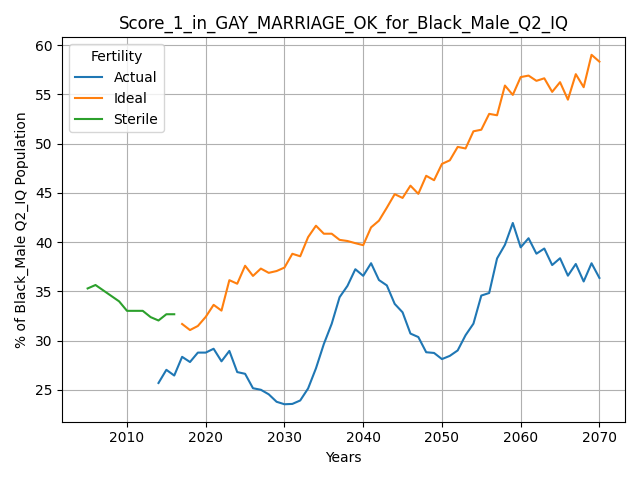 Score_1_in_GAY_MARRIAGE_OK_for_Black_Male_Q2_IQ
Fertility
Actual
Ideal
Sterile
% of Black_Male Q2_IQ Population
60
55
50
45
40
35
30
25
2010 2020 2030 2040 2050 2060 2070
Years